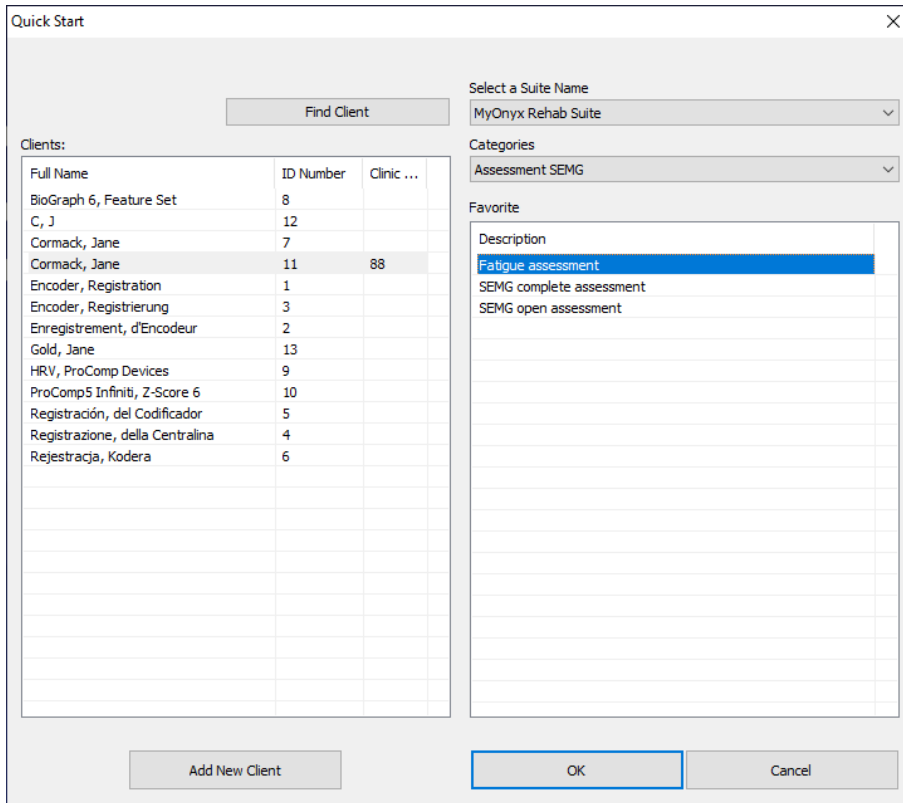 Quick Start
Find Client
Clients:
Full Name ID Number Clinic ...
BioGraph 6, Feature Set 8
C, J 12
Cormack, Jane 7
Cormack, Jane 11 88
Encoder, Registration 1
Encoder, Registrierung 3
Enregistrement, d'Encodeur 2
Gold, Jane 13
HRV, ProComp Devices 9
ProComp5 Infiniti, Z-Score 6 10
Registración, del Codificador 5
Registrazione, della Centralina 4
Rejestracja, Kodera 6
Add New Client
Select a Suite Name
MyOnyx Rehab Suite
Categories
Assessment SEMG
Favorite
Description
Fatigue assessment
SEMG complete assessment
SEMG open assessment
OK
Cancel